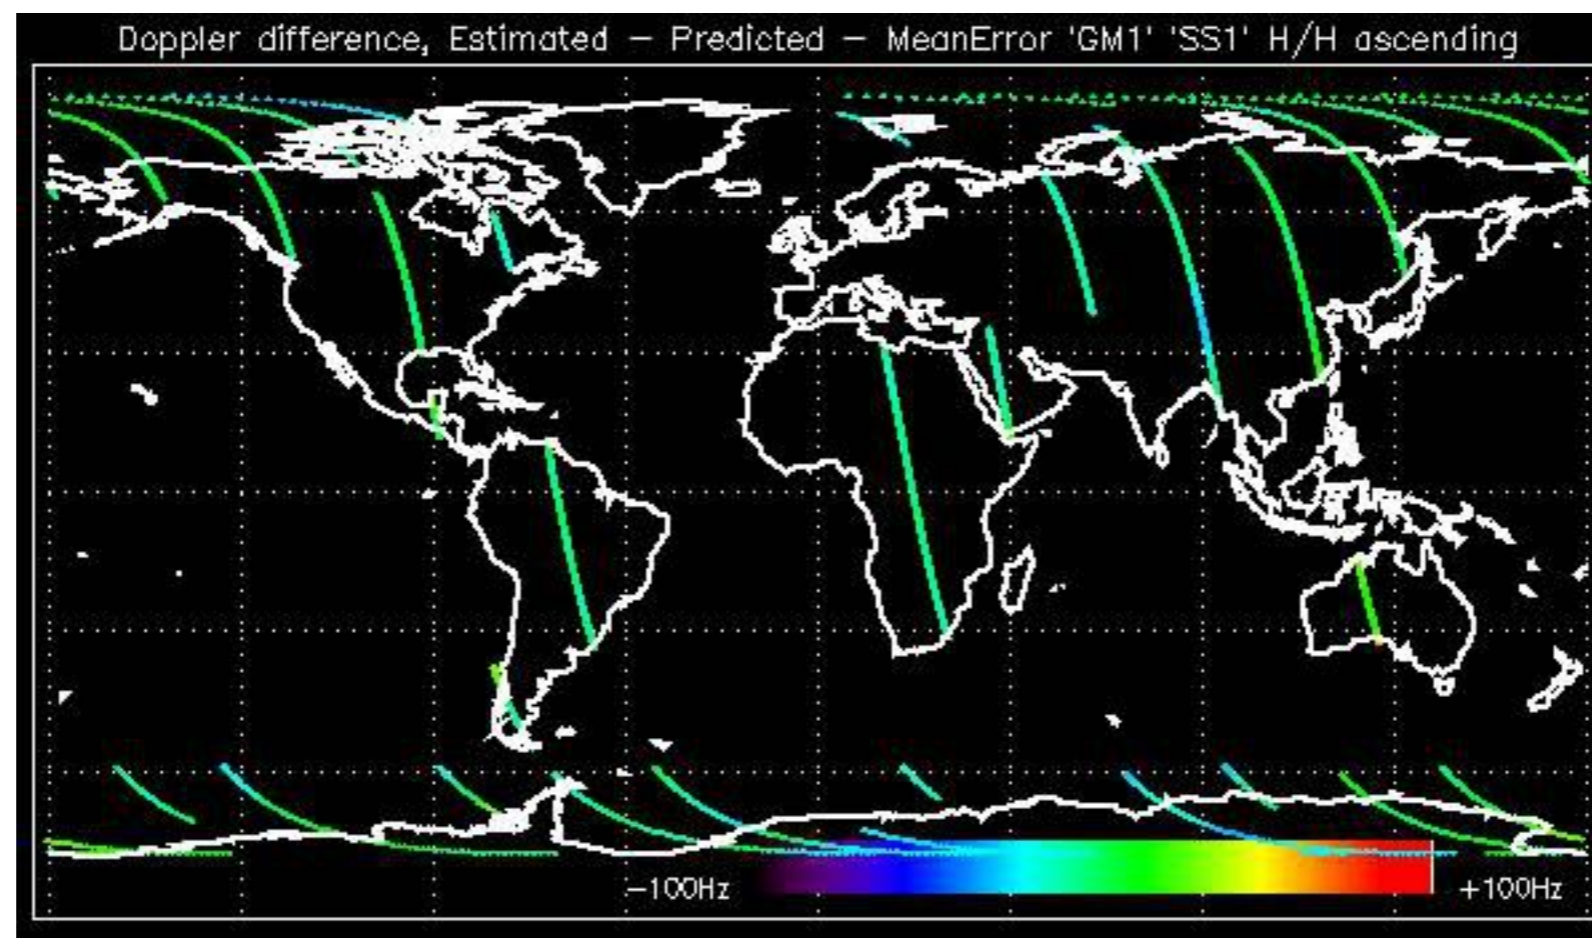 Doppler difference, Estimated – Predicted – MeanError 'GM1' 'SS1' H/H ascending
–100Hz
+100Hz